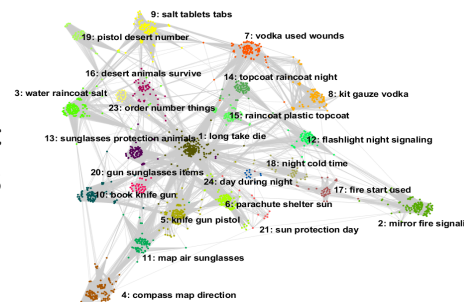 9: salt tablets tabs
19: pistol desert number
7: vodka used wounds
16: desert animals survive
14: topcoat raincoat night
3: water raincoat salt
8: kit gauze vodka
23: order number things
15: raincoat plastic topcoat
13: sunglasses protection animals
1: long take die
12: flashlight night signaling
18: night cold time
20: gun sunglasses items
24: day during night
17: fire start used
10: book knife gun
6: parachute shelter sun
5: knife gun pistol
2: mirror fire signali
21: sun protection day
11: map air sunglasses
4: compass map direction